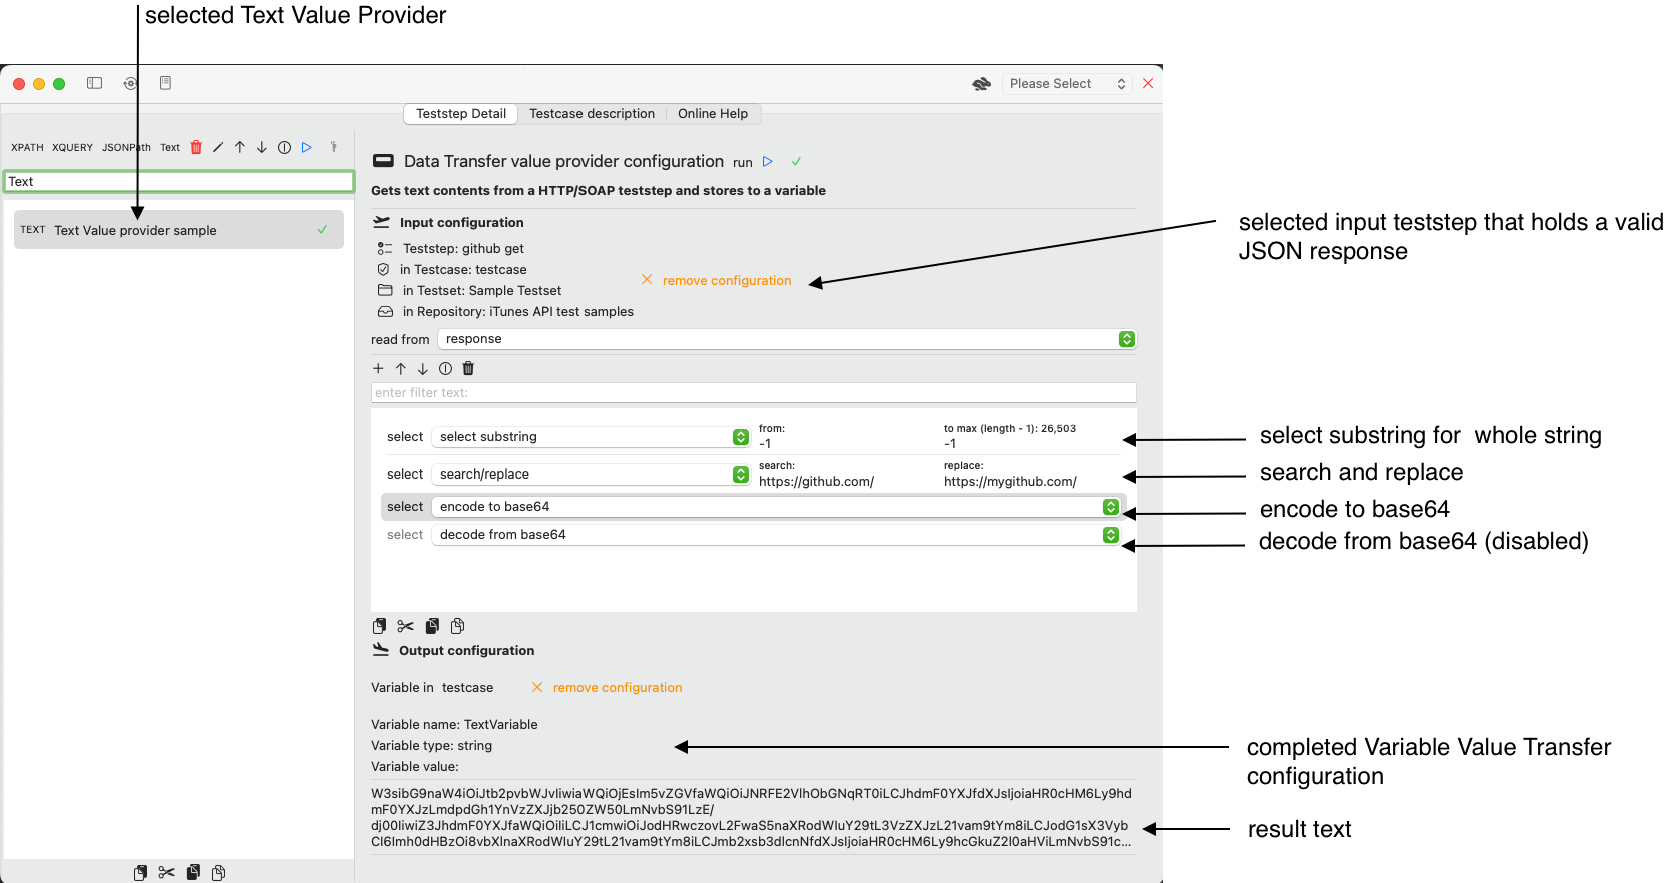 selected Text Value Provider
Please Select
Teststep Detail Testcase description Online Help
XPATH XQUERY JSONPath Text
Text
TEXT Text Value provider sample
Data Transfer value provider configuration run
Gets text contents from a HTTP/SOAP teststep and stores to a variable
Input configuration
Teststep: github get
in Testcase: testcase
remove configuration
in Testset: Sample Testset
in Repository: iTunes API test samples
selected input teststep that holds a valid
JSON response
read from response
enter filter text:
select select substring from: -1 to max (length - 1): 26,503 -1
select substring for whole string
select search/replace search: https://github.com/ replace: https://mygithub.com/
search and replace
select encode to base64
encode to base64
select decode from base64
decode from base64 (disabled)
Output configuration
Variable in testcase remove configuration
Variable name: TextVariable
Variable type: string
Variable value:
completed Variable Value Transfer
configuration
result text